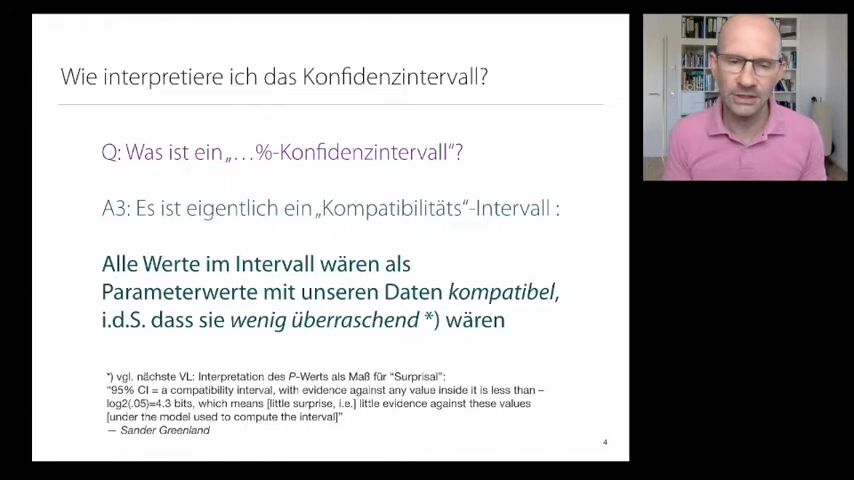 Wie interpretiere ich das Konfidenzintervall?
Q: Was ist ein „…%-Konfidenzintervall“?
A3: Es ist eigentlich ein „Kompatibilitäts“-Intervall :
Alle Werte im Intervall wären als
Parameterwerte mit unseren Daten kompatibel,
i.d.S. dass sie wenig überraschend *) wären
*) vgl. nächste VL: Interpretation des P-Werts als Maß für “Surprisal”:
“95% CI = a compatibility interval, with evidence against any value inside it is less than –
log2(.05)=4.3 bits, which means [little surprise, i.e.] little evidence against these values
[under the model used to compute the interval]”
— Sander Greenland
4